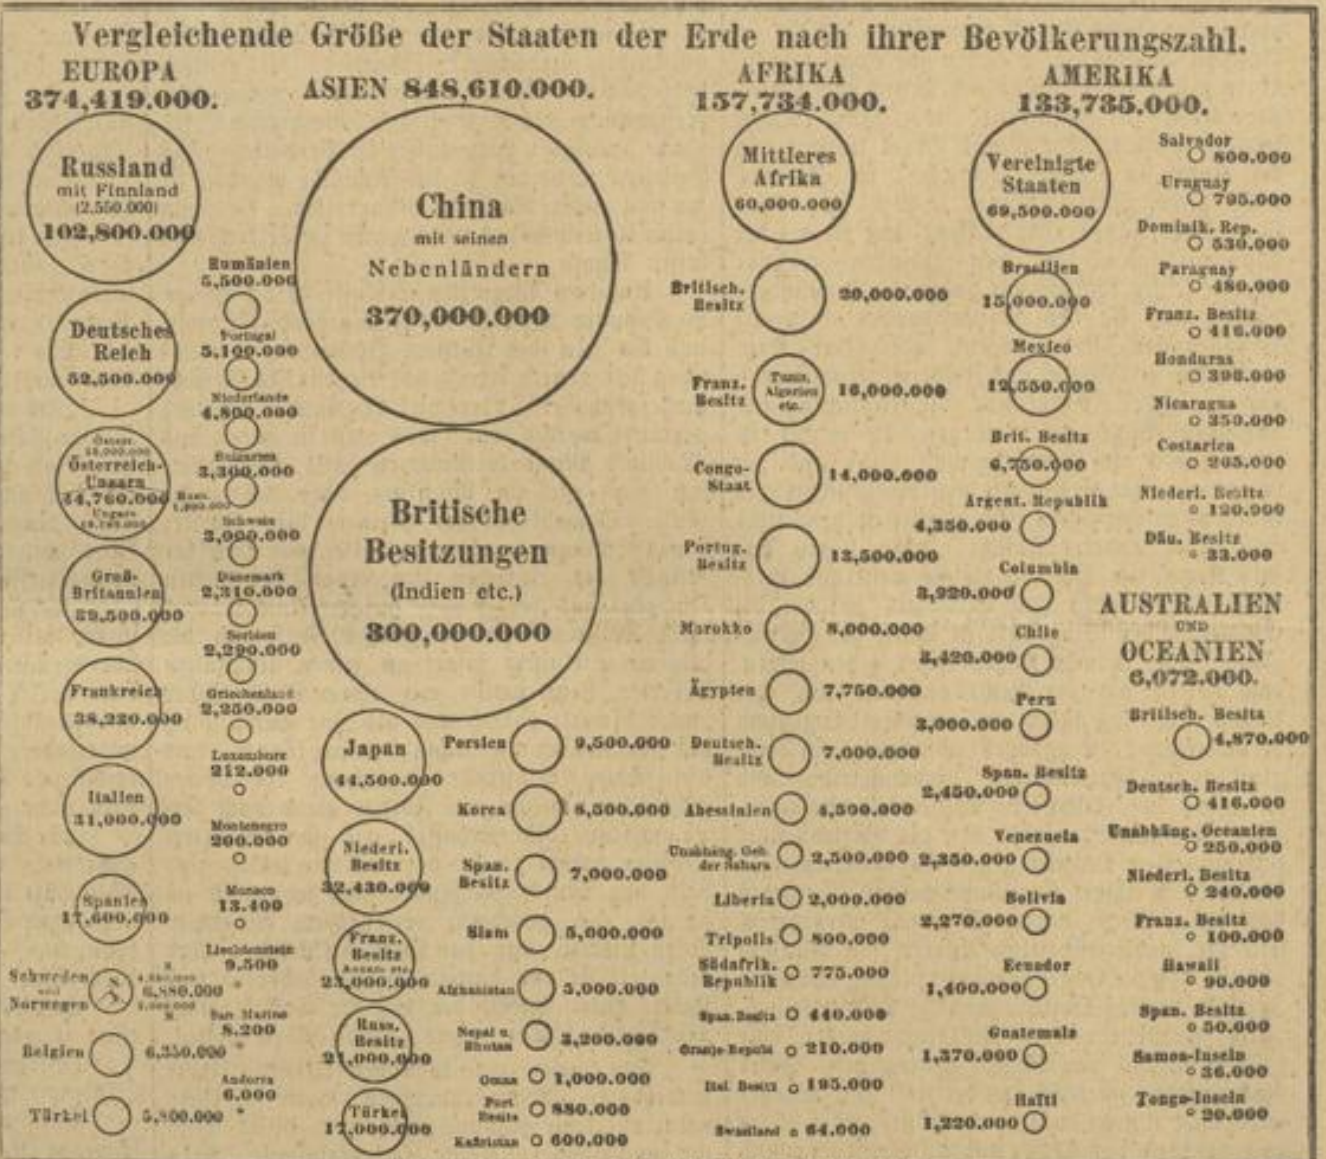 Vergleichende Größe der Staaten der Erde nach ihrer Bevölkerungszahl.
EUROPA
374,419.000.
Russland
mit Finnland
(2.550.000)
102,800.000
Deutsches
Reich
52,500.000
Österreich-
Ungarn
Groß-
Britannien
39,500.000
Frankreich
38,220.000
Italien
31,000.000
Spanien
17,600.000
Schweden
Norwegen
Belgien
6,350.000
Türkei
5,800.000
Rumänien
5,500.000
Portugal
5,100.000
Niederlande
4,800.000
Bulgarien
3,300.000
Schweiz
3,000.000
Dänemark
2,310.000
Serbien
2,290.000
Griechenland
2,250.000
Luxemburg
212.000
Montenegro
200.000
Monaco
13.400
Liechtenstein
9.500
San Marino
8.200
Andorra
6.000
ASIEN 848,610.000.
China
mit seinen
Nebenländern
370,000.000
Britische
Besitzungen
(Indien etc.)
300,000.000
Japan
44,500.000
Niederl.
Besitz
32,430.000
Franz.
Besitz
23,000.000
Russ.
Besitz
21,000.000
Türkei
17,000.000
Persien 9,500.000
Korea 8,500.000
Span.
Besitz 7,000.000
Siam 5,000.000
Afghanistan 5,000.000
Nepal u.
Bhutan 3,200.000
Oman 1,000.000
Port.
Besitz 880.000
Kafiristan 600.000
AFRIKA
157,734.000.
Mittleres
Afrika
60,000.000
Britisch.
Besitz 20,000.000
Franz.
Besitz
Tunis,
Algerien
etc.
16,000.000
Congo-
Staat 14,000.000
Portug.
Besitz 13,500.000
Marokko 8,000.000
Ägypten 7,750.000
Deutsch.
Besitz 7,000.000
Abessinien 4,500.000
Unabhäng. Geb.
der Sahara 2,500.000
Liberia 2,000.000
Tripolis 800.000
Südafrik.
Republik 775.000
Span. Besitz 440.000
Oranje-Republ 210.000
Ital. Besitz 195.000
Swasiland 64.000
AMERIKA
133,735.000.
Vereinigte
Staaten
69,500.000
Brasilien
15,000.000
Mexico
12,550.000
Brit. Besitz
6,750.000
Argent. Republik
4,350.000
Columbia
3,920.000
Chile
3,420.000
Peru
3,000.000
Span. Besitz
2,450.000
Venezuela
2,350.000
Bolivia
2,270.000
Ecuador
1,400.000
Guatemala
1,370.000
Haïti
1,220.000
Salvador
800.000
Uruguay
795.000
Dominik. Rep.
530.000
Paraguay
480.000
Franz. Besitz
416.000
Honduras
398.000
Nicaragua
350.000
Costarica
265.000
Niederl. Besitz
120.000
Dän. Besitz
33.000
AUSTRALIEN
UND
OCEANIEN
6,072.000.
Britisch. Besitz
4,870.000
Deutsch. Besitz
416.000
Unabhäng. Oceanien
250.000
Niederl. Besitz
240.000
Franz. Besitz
100.000
Hawaii
90.000
Span. Besitz
50.000
Samoa-Inseln
36.000
Tonga-Inseln
20.000